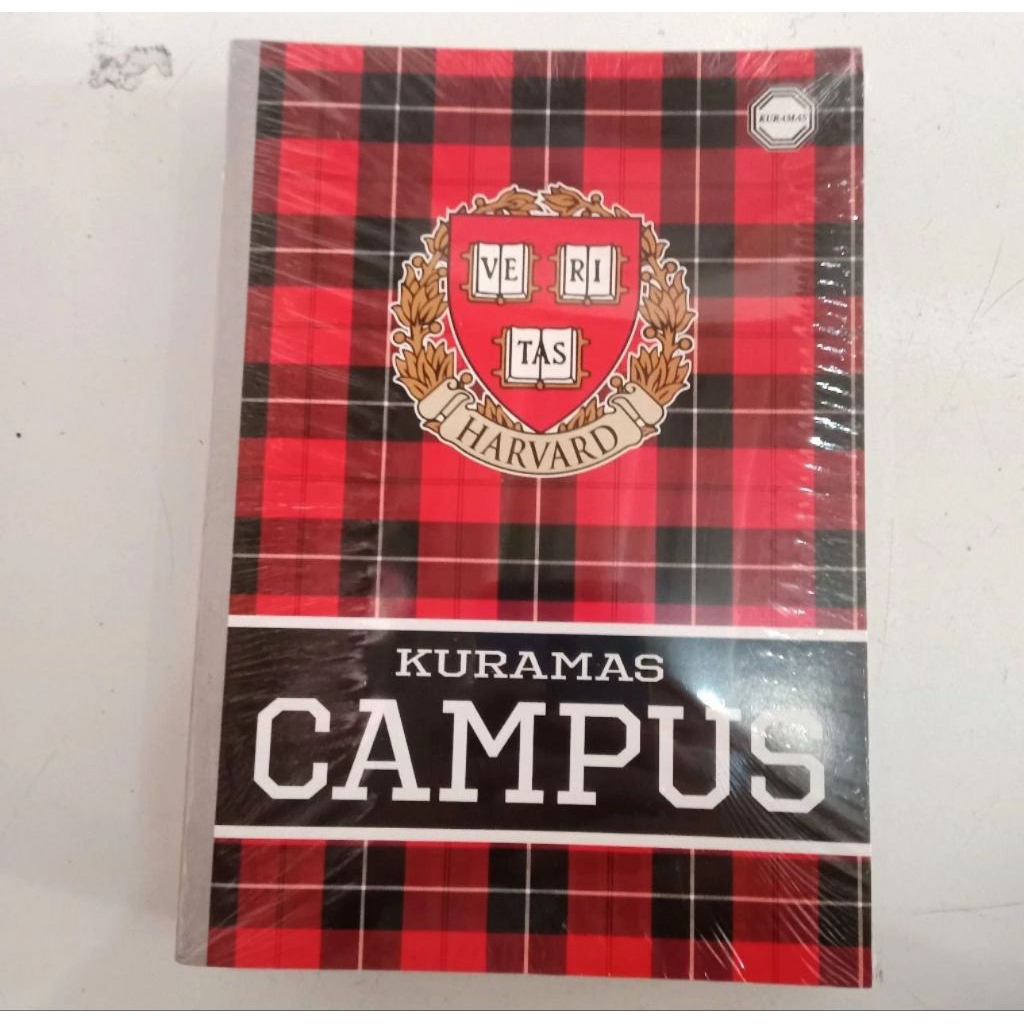 KURAMAS
VE RI
TAS
HARVARD
KURAMAS
CAMPUS